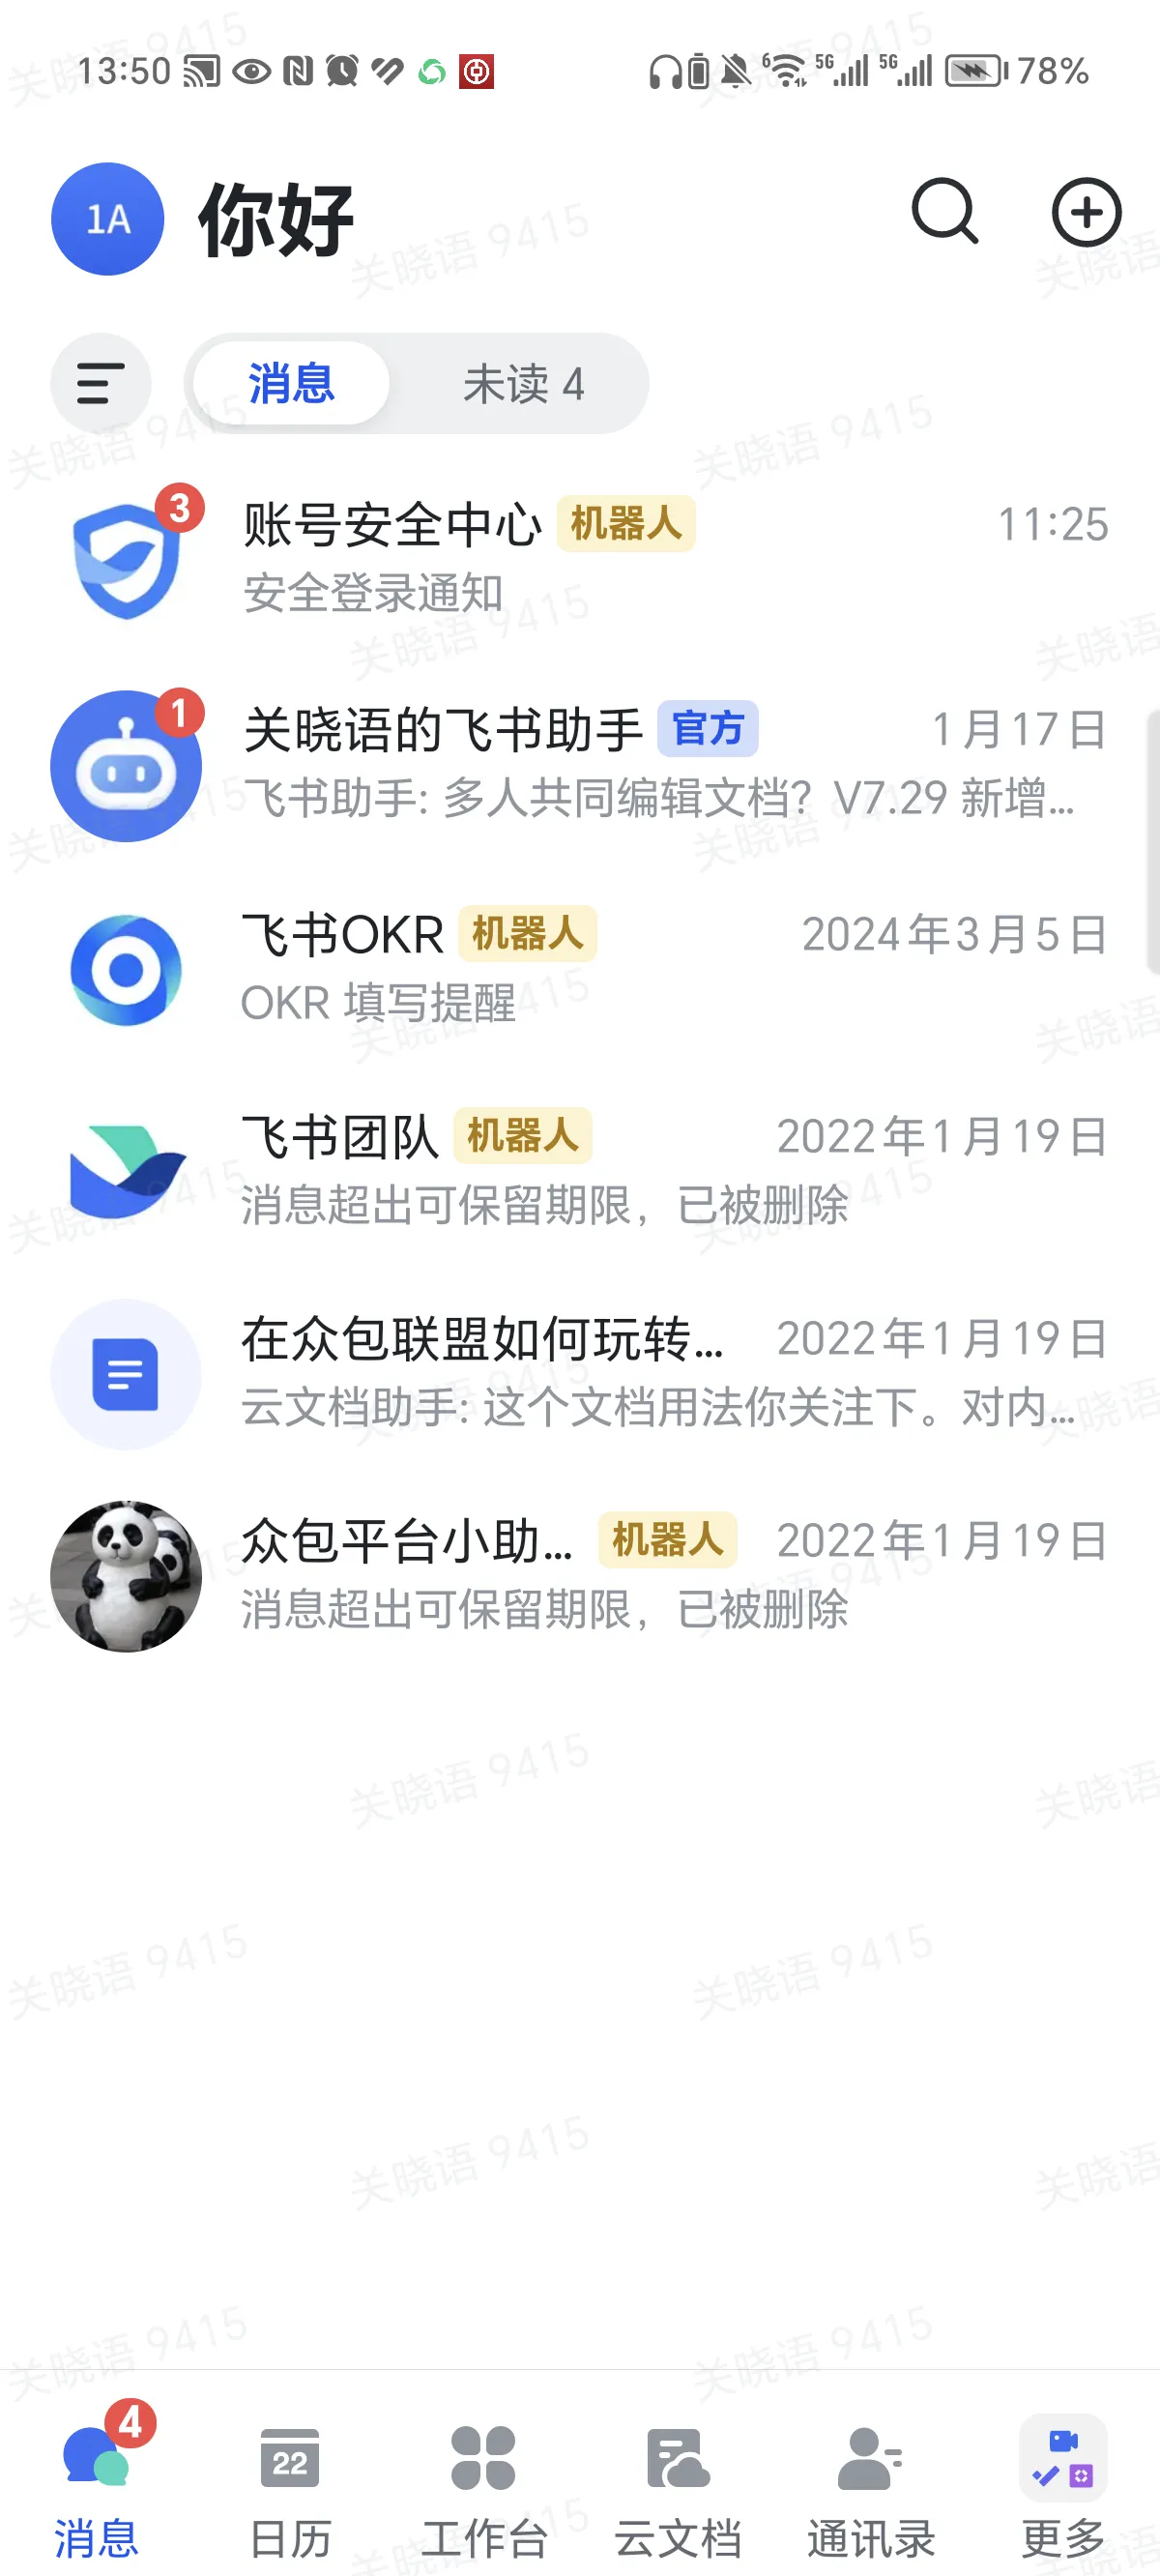 13:50 6 5G 5G 78%
1A 你好
消息 未读 4
3 账号安全中心 机器人 11:25
安全登录通知
1 关晓语的飞书助手 官方 1月17日
飞书助手: 多人共同编辑文档? V7.29 新增...
飞书OKR 机器人 2024年3月5日
OKR 填写提醒
飞书团队 机器人 2022年1月19日
消息超出可保留期限，已被删除
在众包联盟如何玩转... 2022年1月19日
云文档助手: 这个文档用法你关注下。对内...
众包平台小助... 机器人 2022年1月19日
消息超出可保留期限，已被删除
关晓语 9415
4 22
消息 日历 工作台 云文档 通讯录 更多